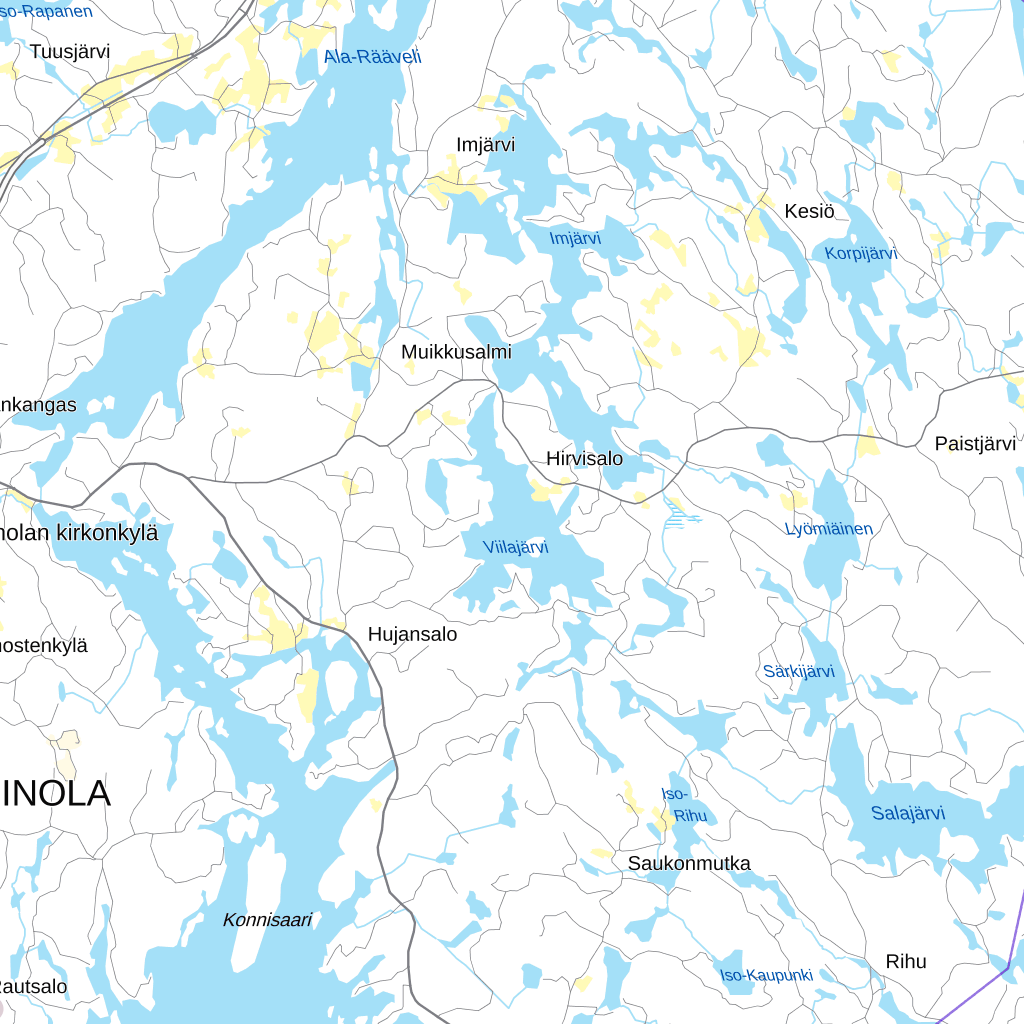 so-Rapanen
Tuusjärvi
Ala-Rääveli
Imjärvi
Kesiö
Imjärvi
Korpijärvi
Muikkusalmi
nkangas
Paistjärvi
Hirvisalo
Lyömiäinen
nolan kirkonkylä
Viilajärvi
Hujansalo
nostenkylä
Särkijärvi
INOLA
Iso-
Rihu
Salajärvi
Saukonmutka
Konnisaari
Rihu
Iso-Kaupunki
Rautsalo